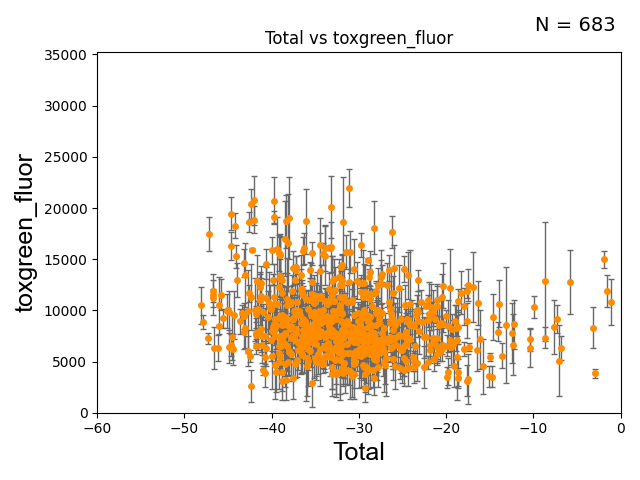 N = 683
Total vs toxgreen_fluor
35000
30000
25000
20000
15000
10000
5000
0
toxgreen_fluor
−60 −50 −40 −30 −20 −10 0
Total